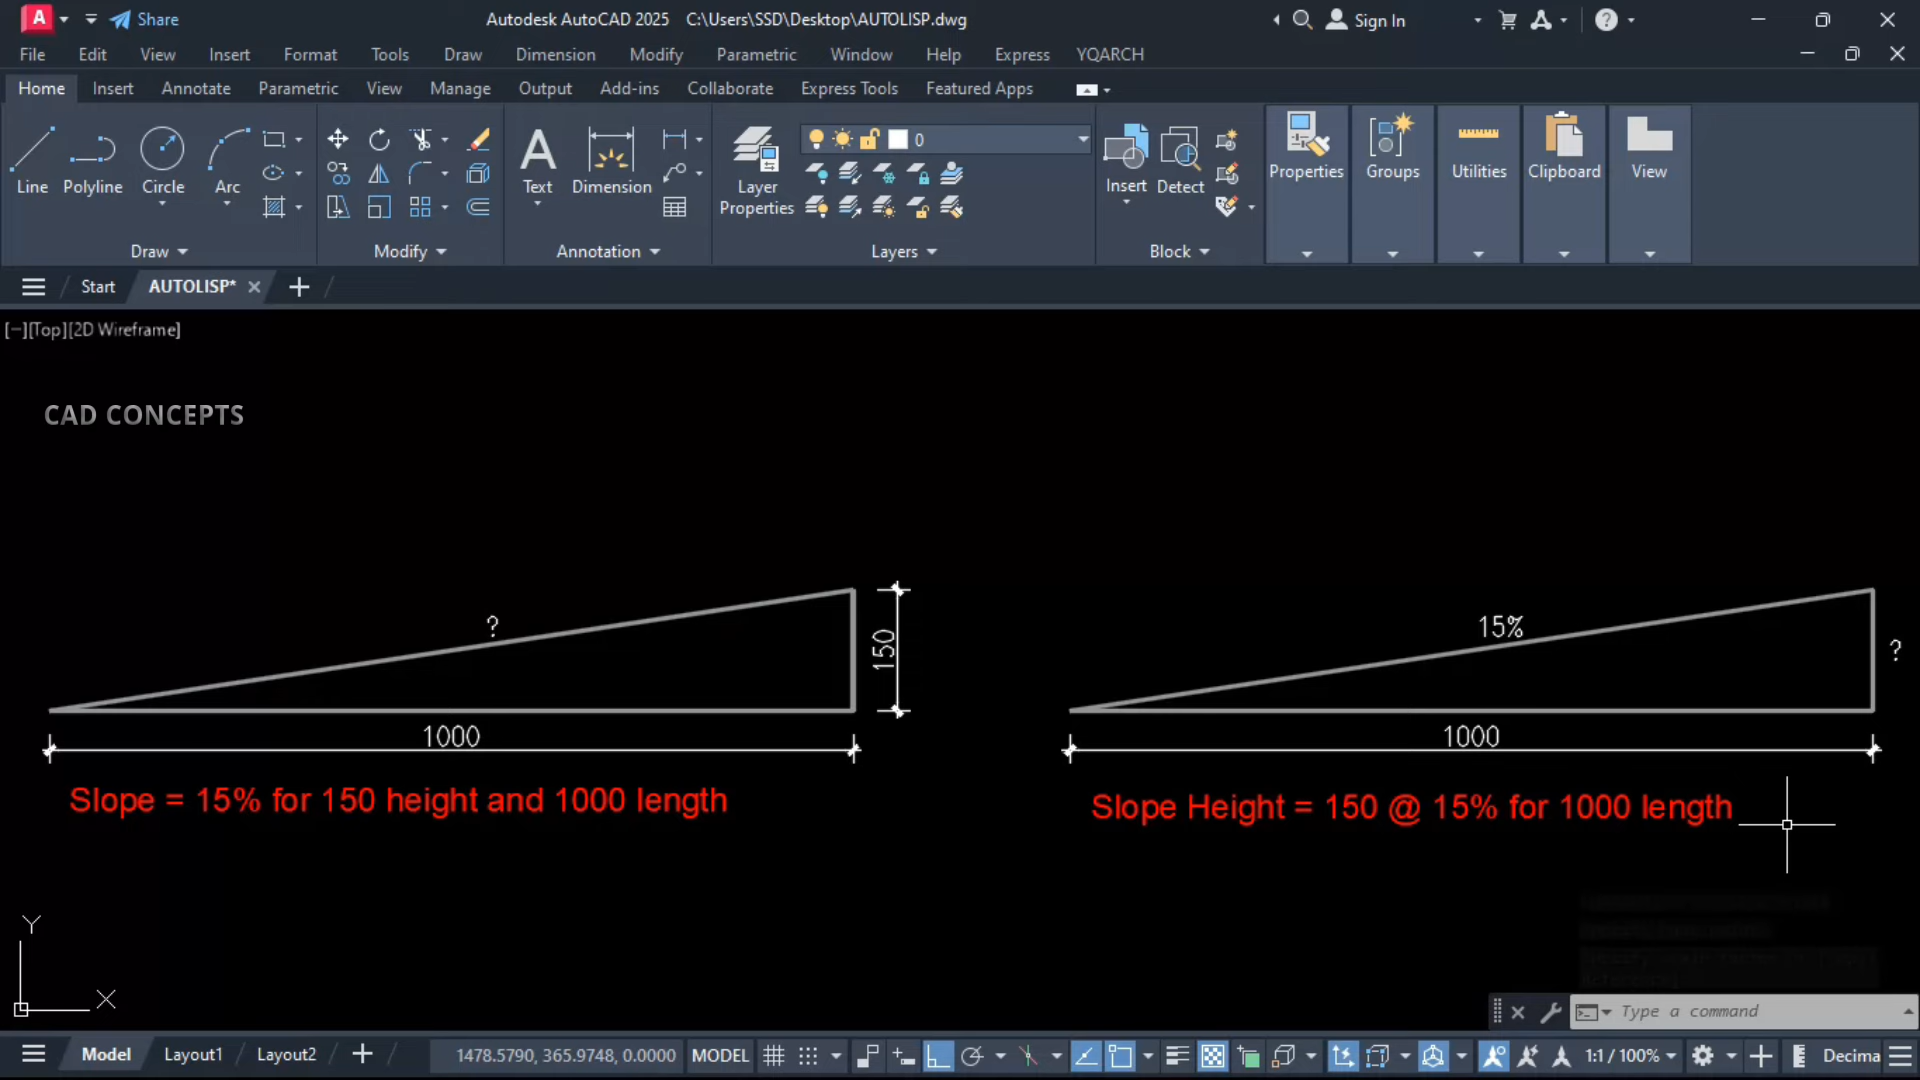 A Share Autodesk AutoCAD 2025 C:\Users\SSD\Desktop\AUTOLISP.dwg Sign In
File Edit View Insert Format Tools Draw Dimension Modify Parametric Window Help Express YQARCH
Home Insert Annotate Parametric View Manage Output Add-ins Collaborate Express Tools Featured Apps
0
Line Polyline Circle Arc
A Text Dimension
Layer Properties
Insert Detect
Properties Groups Utilities Clipboard View
Draw Modify Annotation Layers Block
Start AUTOLISP*
[−][Top][2D Wireframe]
CAD CONCEPTS
?
150
1000
15%
?
1000
Slope = 15% for 150 height and 1000 length
Slope Height = 150 @ 15% for 1000 length
Y
X
Type a command
Model Layout1 Layout2 1478.5790, 365.9748, 0.0000 MODEL 1:1 / 100% Decima